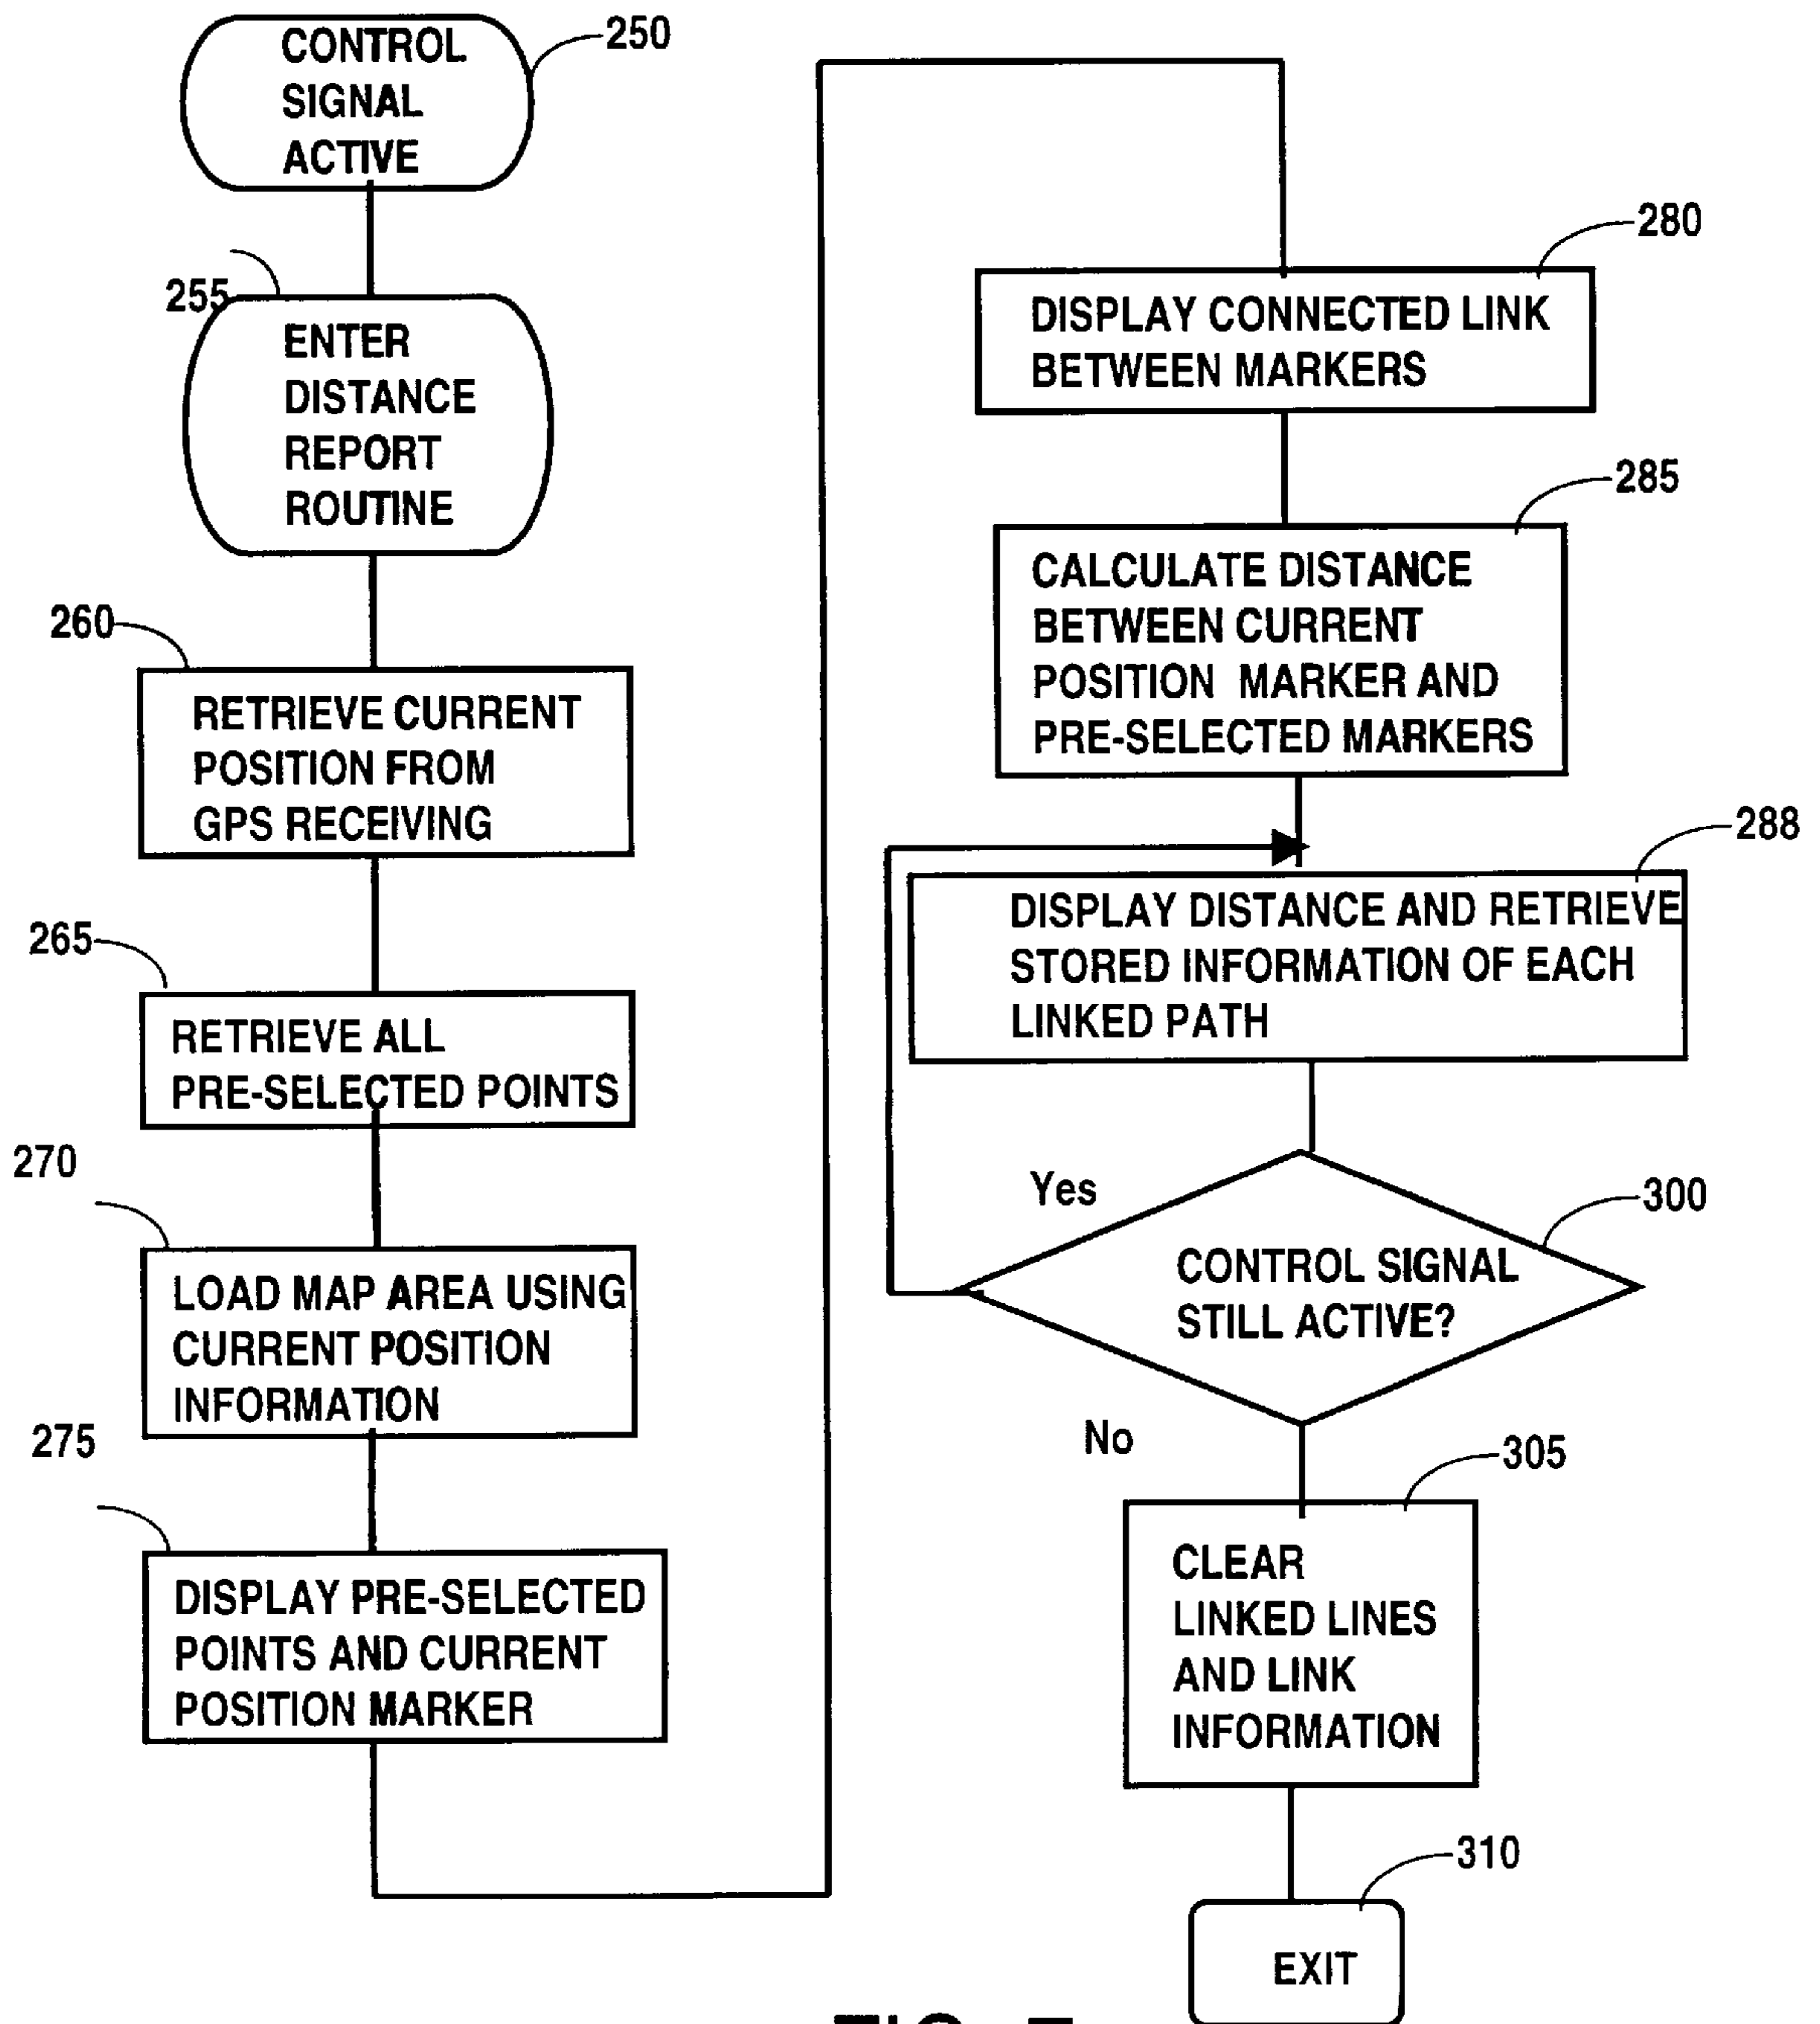 CONTROL
SIGNAL
ACTIVE
250
255
ENTER
DISTANCE
REPORT
ROUTINE
260
RETRIEVE CURRENT
POSITION FROM
GPS RECEIVING
265
RETRIEVE ALL
PRE-SELECTED POINTS
270
LOAD MAP AREA USING
CURRENT POSITION
INFORMATION
275
DISPLAY PRE-SELECTED
POINTS AND CURRENT
POSITION MARKER
280
DISPLAY CONNECTED LINK
BETWEEN MARKERS
285
CALCULATE DISTANCE
BETWEEN CURRENT
POSITION MARKER AND
PRE-SELECTED MARKERS
288
DISPLAY DISTANCE AND RETRIEVE
STORED INFORMATION OF EACH
LINKED PATH
Yes
300
CONTROL SIGNAL
STILL ACTIVE?
No
305
CLEAR
LINKED LINES
AND LINK
INFORMATION
310
EXIT